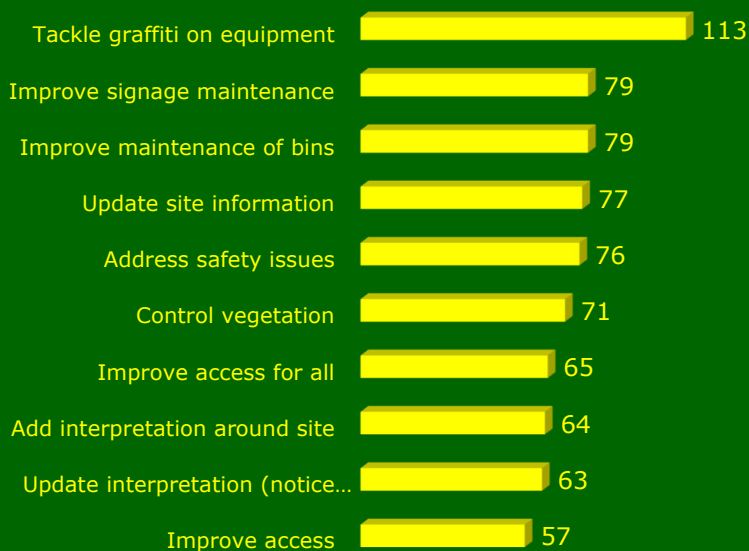 Tackle graffiti on equipment 113
Improve signage maintenance 79
Improve maintenance of bins 79
Update site information 77
Address safety issues 76
Control vegetation 71
Improve access for all 65
Add interpretation around site 64
Update interpretation (notice… 63
Improve access 57